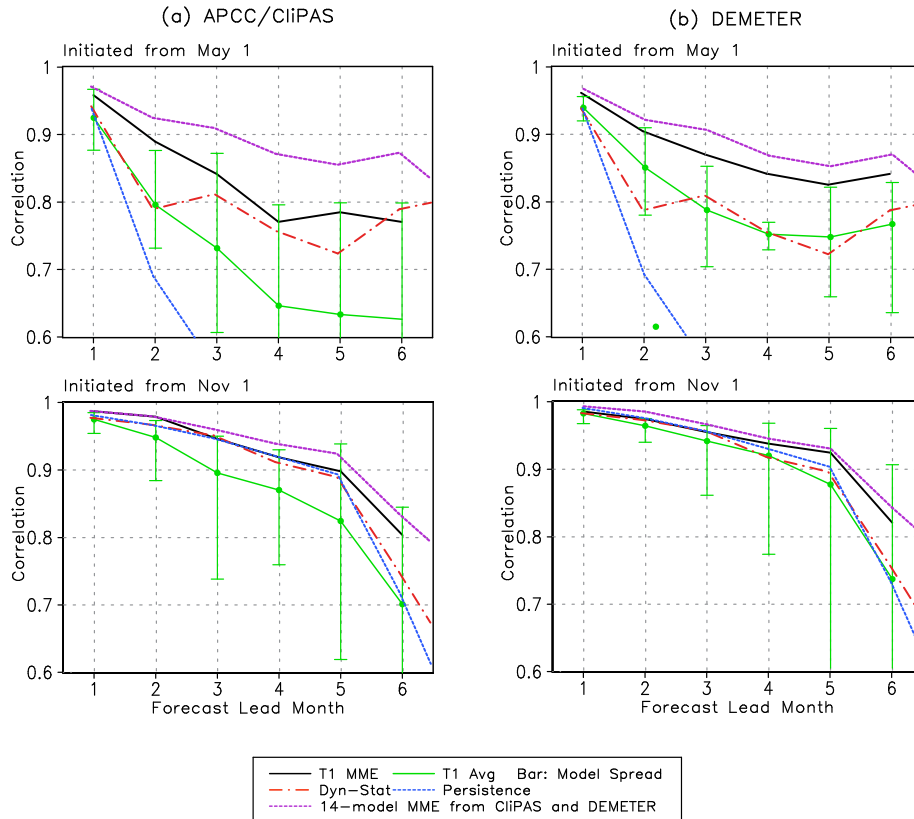 (a) APCC/CliPAS
(b) DEMETER
Initiated from May 1
Initiated from May 1
1
0.9
0.8
0.7
0.6
Correlation
1 2 3 4 5 6
1
0.9
0.8
0.7
0.6
Correlation
1 2 3 4 5 6
Initiated from Nov 1
Initiated from Nov 1
1
0.9
0.8
0.7
0.6
Correlation
1 2 3 4 5 6
Forecast Lead Month
1
0.9
0.8
0.7
0.6
Correlation
1 2 3 4 5 6
Forecast Lead Month
T1 MME T1 Avg Bar: Model Spread
Dyn-Stat Persistence
14-model MME from CliPAS and DEMETER